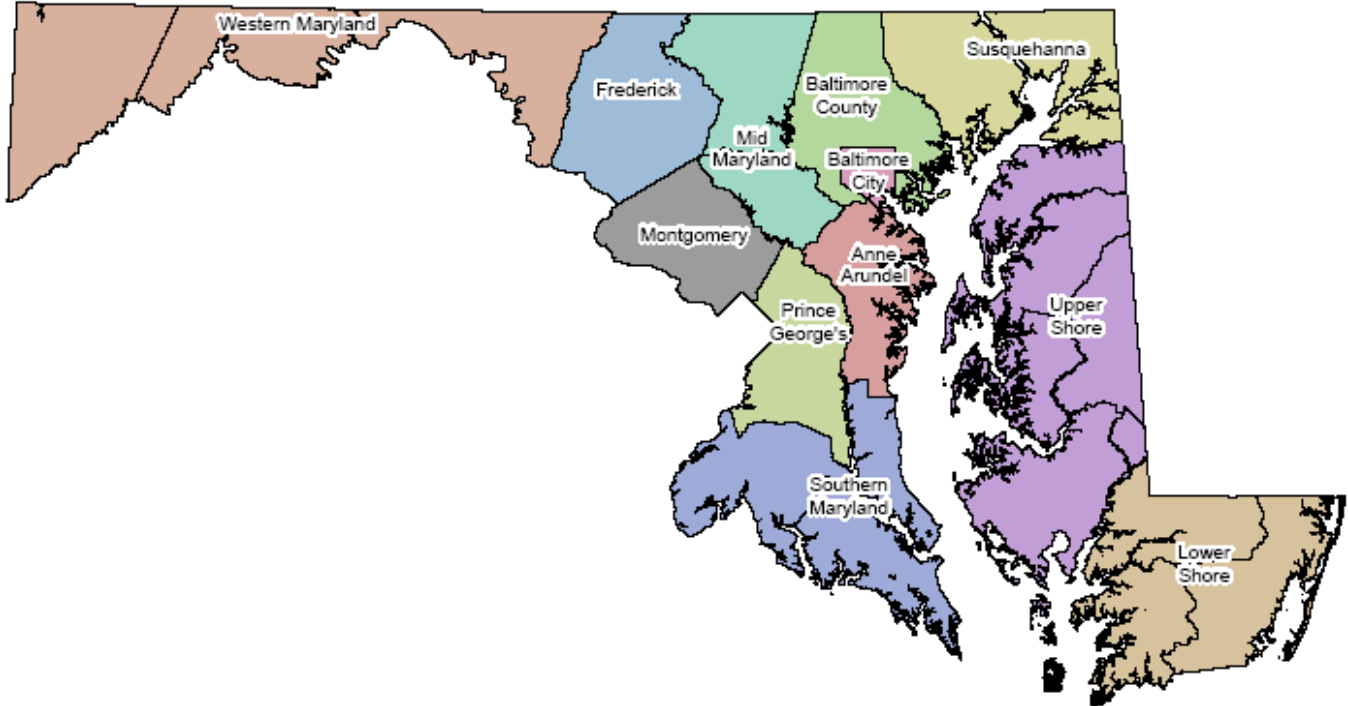 Western Maryland
Susquehanna
Frederick
Baltimore
County
Mid
Maryland
Baltimore
City
Montgomery
Anne
Arundel
Prince
George's
Upper
Shore
Southern
Maryland
Lower
Shore